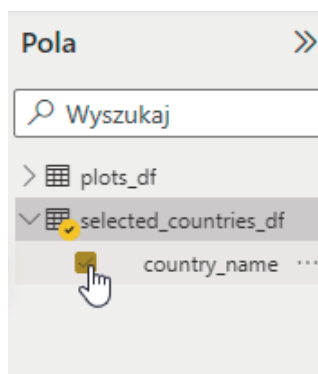 Pola
Wyszukaj
plots_df
selected_countries_df
country_name